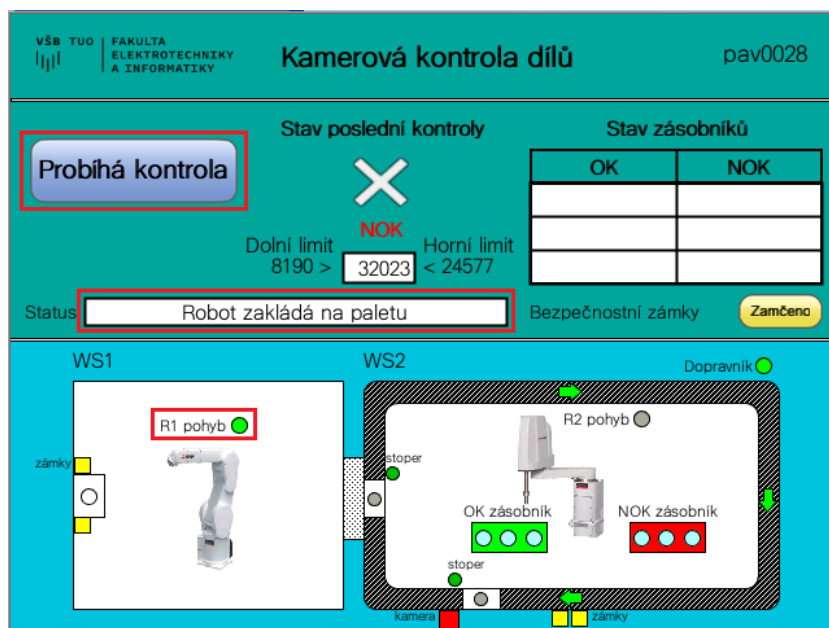 VŠB TUO
FAKULTA
ELEKTROTECHNIKY
A INFORMATIKY
Kamerová kontrola dílů
pav0028
Probíhá kontrola
Stav poslední kontroly
NOK
Dolní limit
8190 >
32023
Horní limit
< 24577
Stav zásobníků
OK
NOK
Status
Robot zakládá na paletu
Bezpečnostní zámky
Zamčeno
WS1
WS2
Dopravník
R1 pohyb
R2 pohyb
zámky
stoper
OK zásobník
NOK zásobník
stoper
kamera
zámky